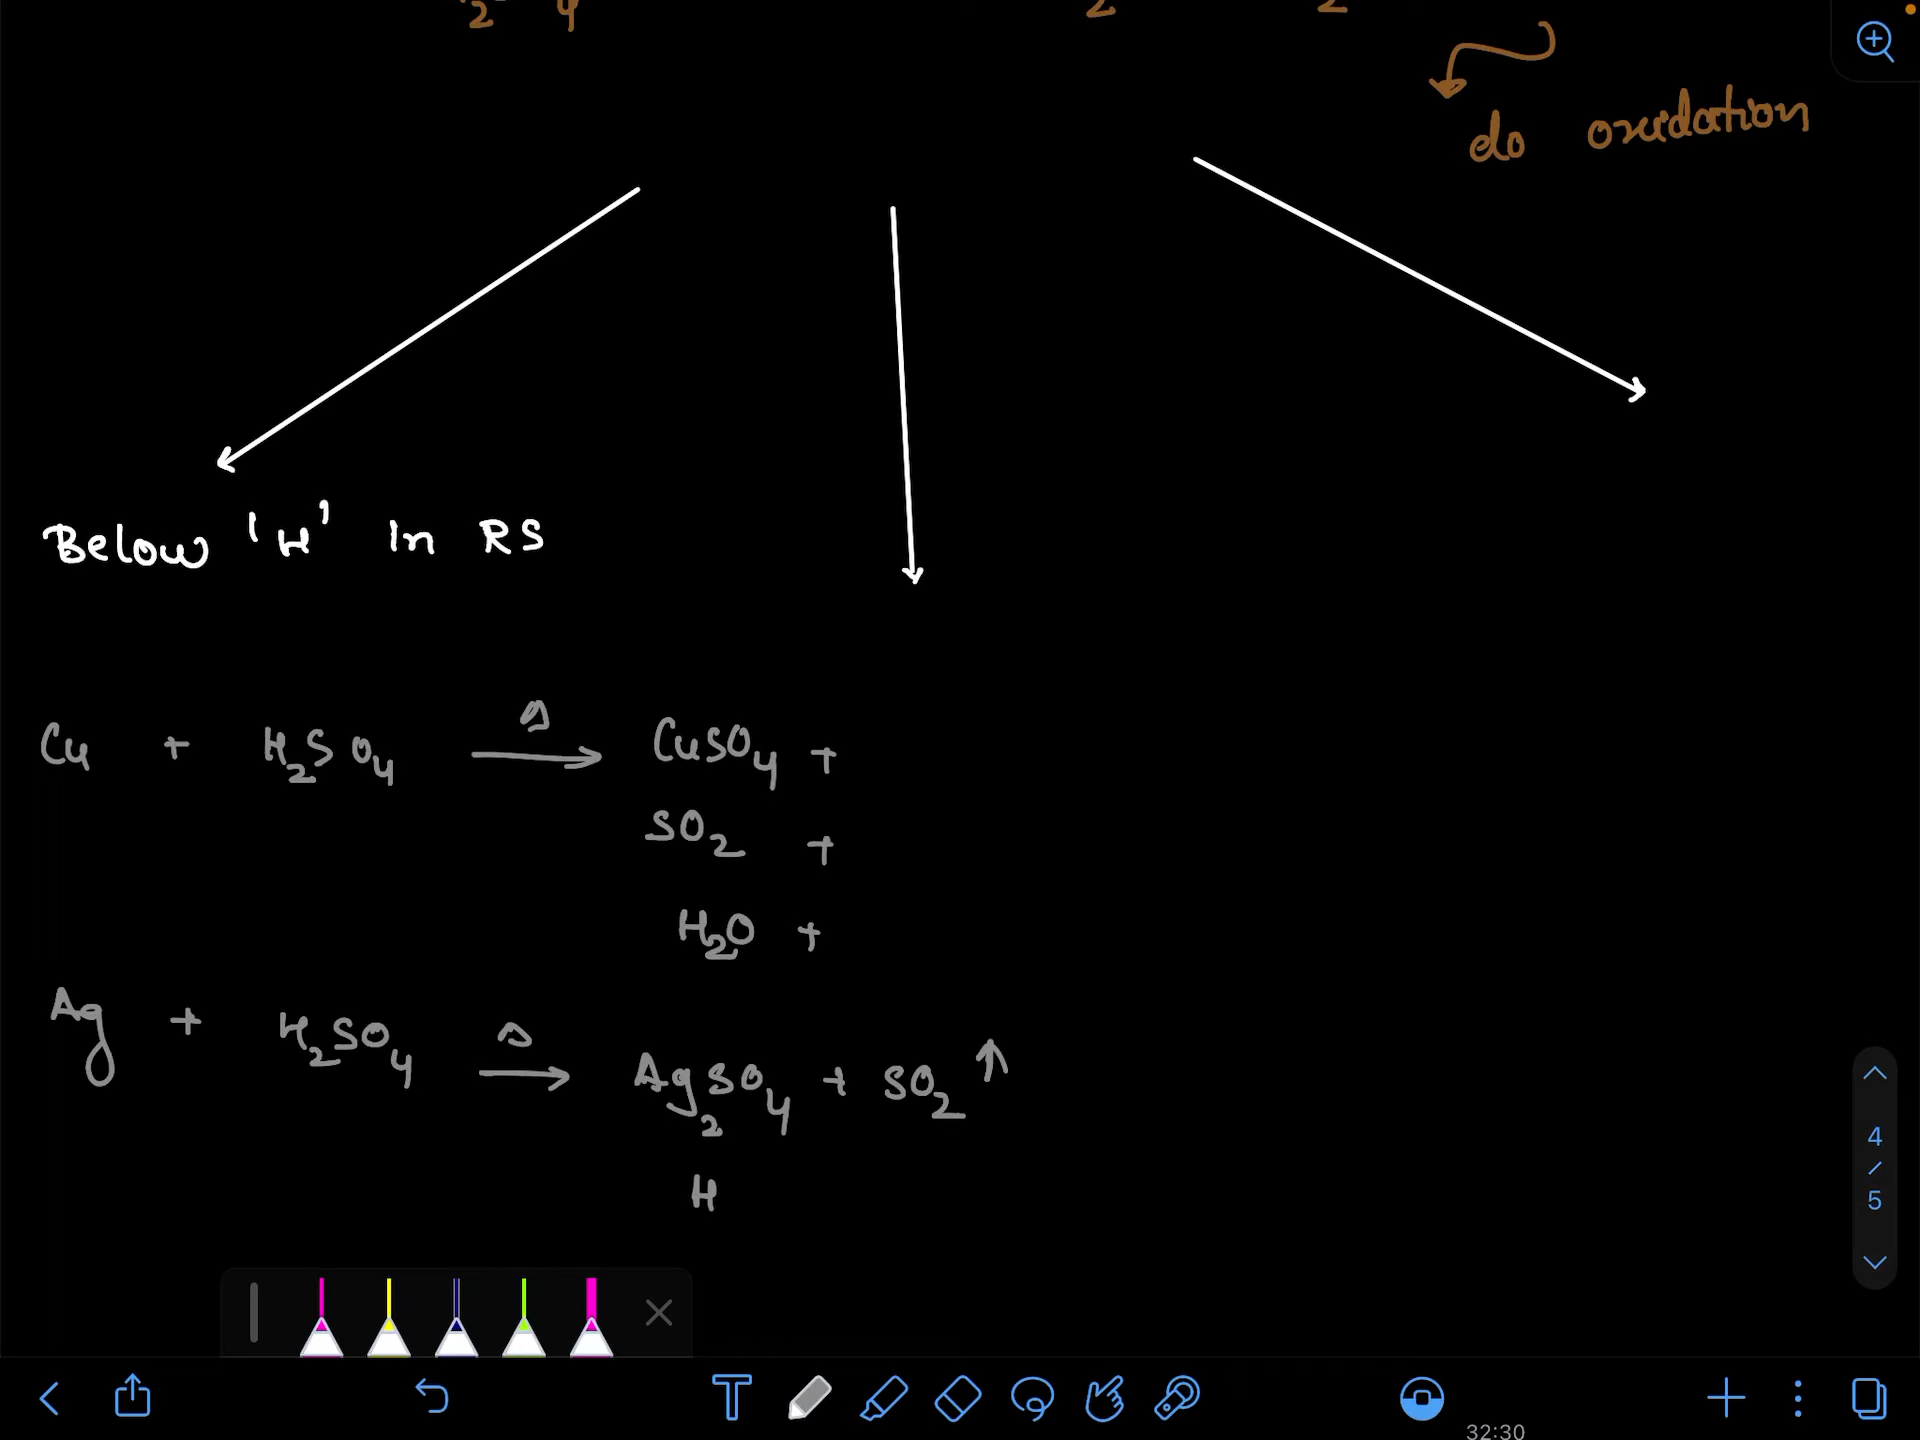 do oxidation
Below 'H' In RS
Cu + H2SO4 → Δ CuSO4 +
SO2 +
H2O +
Ag + H2SO4 → Δ Ag2SO4 + SO2 ↑
H
4
/
5
32:30